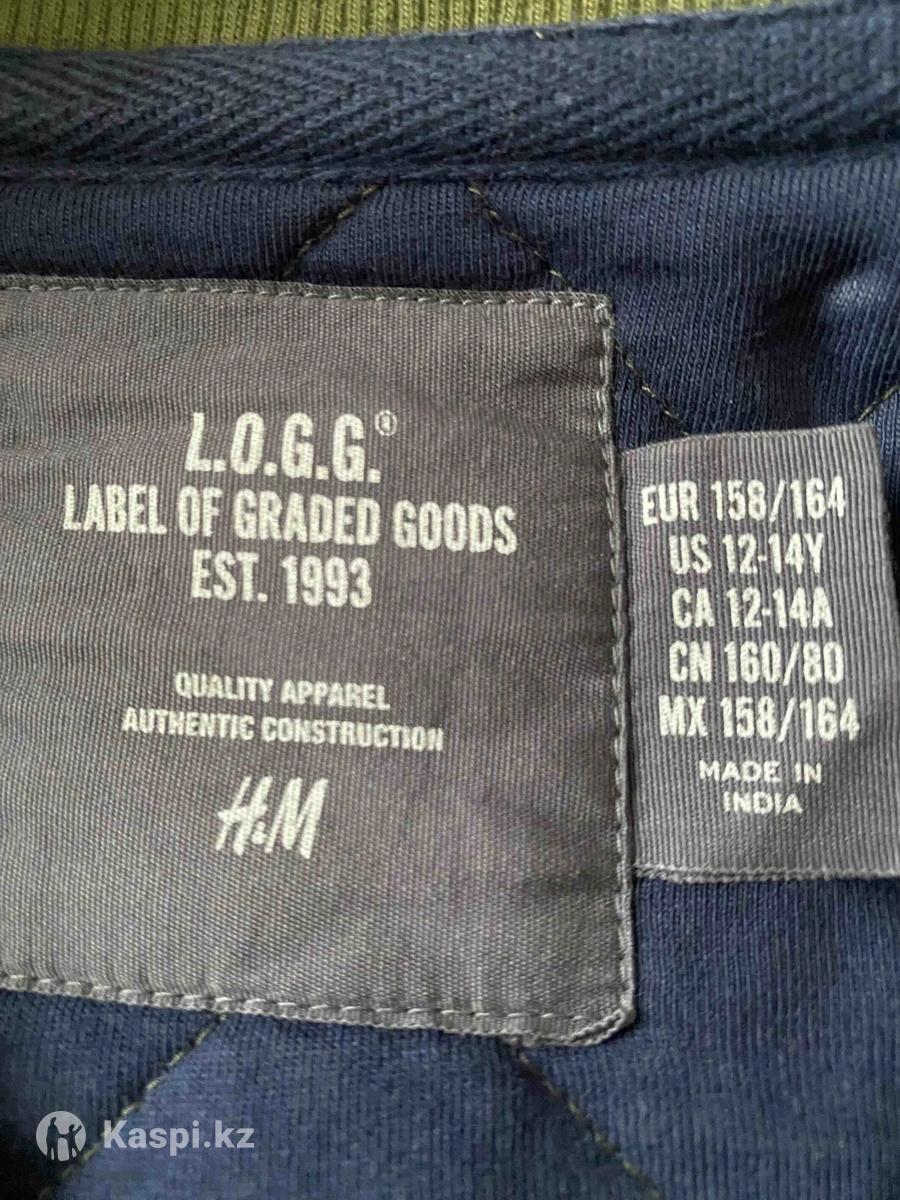 L.O.G.G.®
LABEL OF GRADED GOODS
EST. 1993
QUALITY APPAREL
AUTHENTIC CONSTRUCTION
H&M
EUR 158/164
US 12-14Y
CA 12-14A
CN 160/80
MX 158/164
MADE IN
INDIA
Kaspi.kz